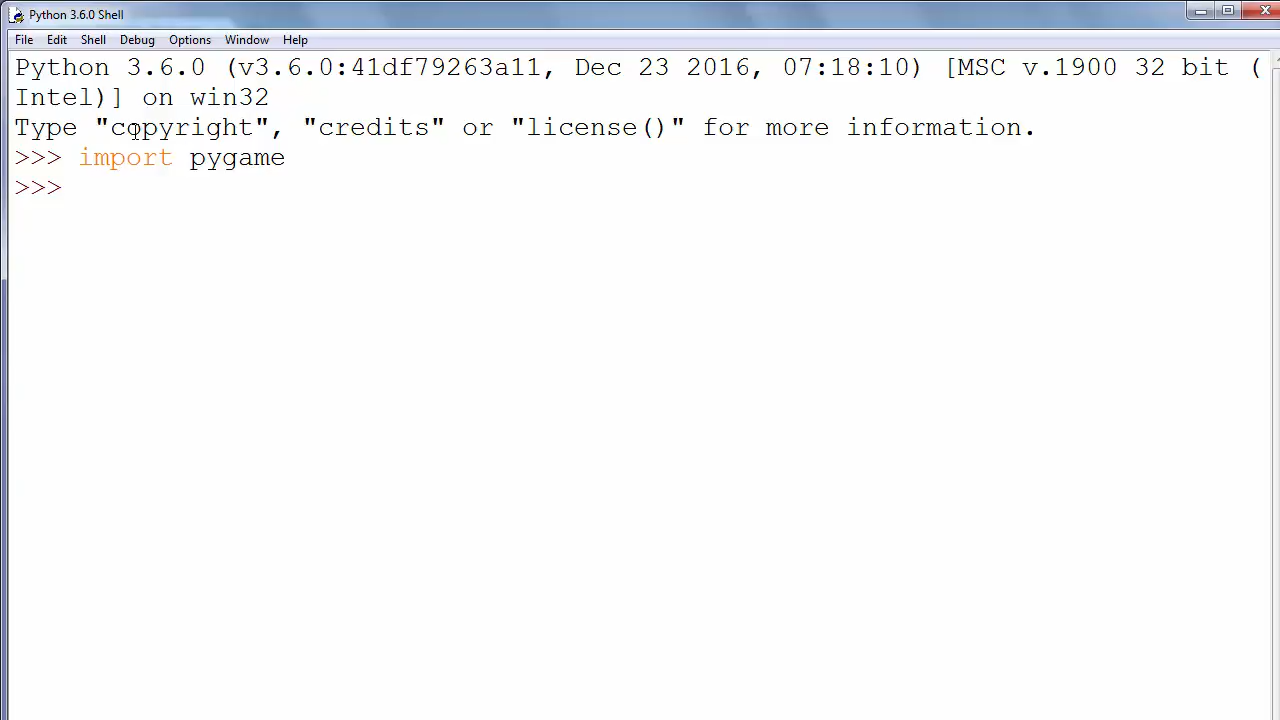 Python 3.6.0 Shell
File Edit Shell Debug Options Window Help
Python 3.6.0 (v3.6.0:41df79263a11, Dec 23 2016, 07:18:10) [MSC v.1900 32 bit (
Intel)] on win32
Type "copyright", "credits" or "license()" for more information.
>>> import pygame
>>>